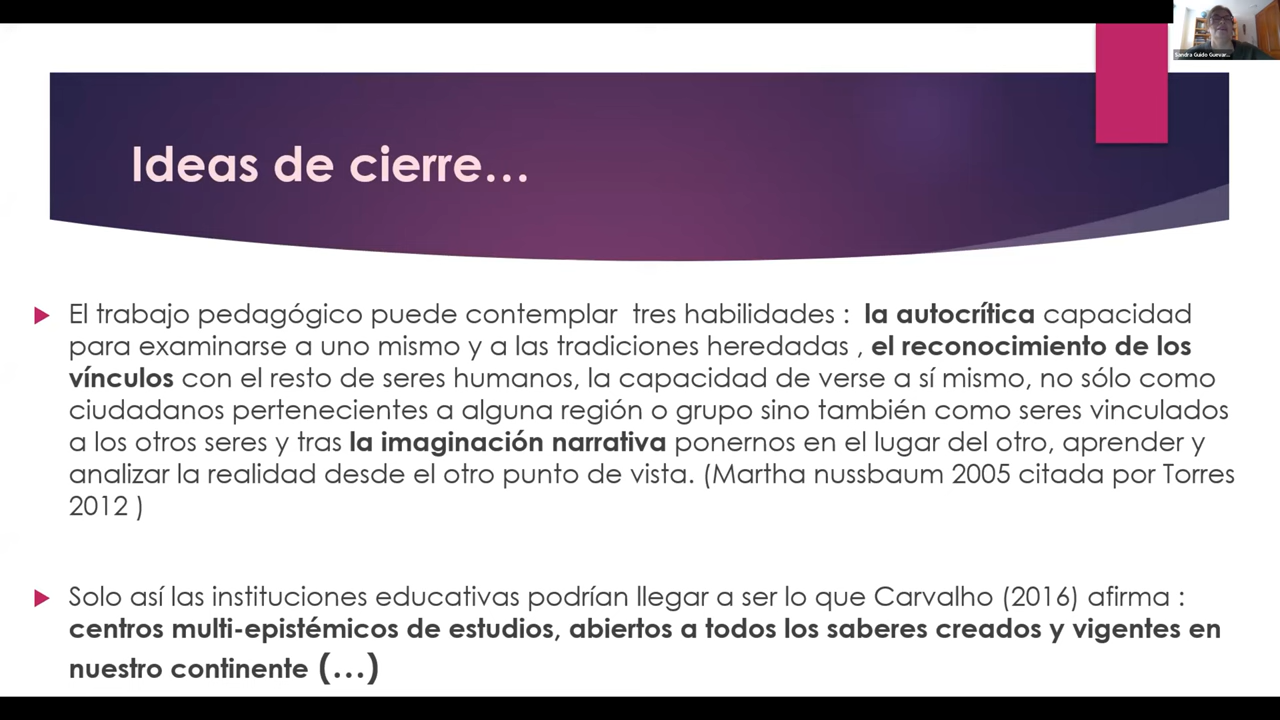 Sandra Guido Guevar...
Ideas de cierre…
El trabajo pedagógico puede contemplar tres habilidades : la autocrítica capacidad
para examinarse a uno mismo y a las tradiciones heredadas , el reconocimiento de los
vínculos con el resto de seres humanos, la capacidad de verse a sí mismo, no sólo como
ciudadanos pertenecientes a alguna región o grupo sino también como seres vinculados
a los otros seres y tras la imaginación narrativa ponernos en el lugar del otro, aprender y
analizar la realidad desde el otro punto de vista. (Martha nussbaum 2005 citada por Torres
2012 )
Solo así las instituciones educativas podrían llegar a ser lo que Carvalho (2016) afirma :
centros multi-epistémicos de estudios, abiertos a todos los saberes creados y vigentes en
nuestro continente (…)